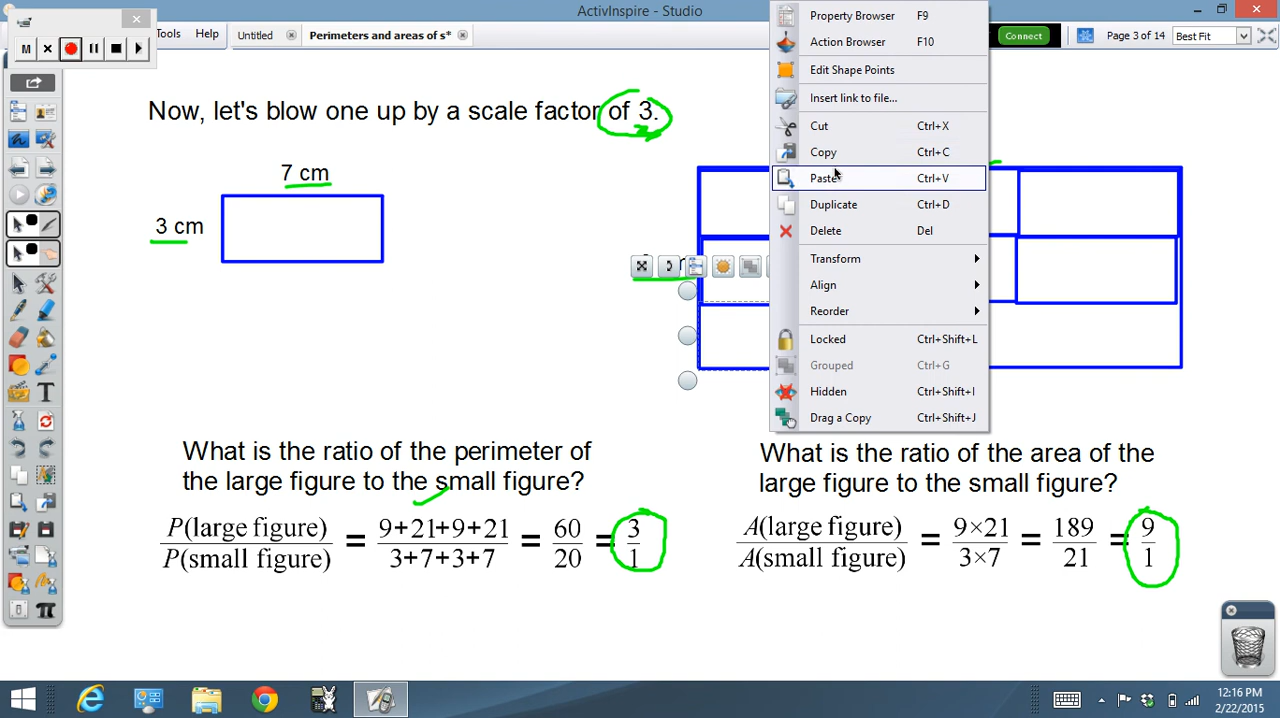 ActivInspire - Studio
M
Tools Help Untitled Perimeters and areas of s* Connect Page 3 of 14 Best Fit
Now, let's blow one up by a scale factor of 3.
7 cm
3 cm
Property Browser F9
Action Browser F10
Edit Shape Points
Insert link to file...
Cut Ctrl+X
Copy Ctrl+C
Paste Ctrl+V
Duplicate Ctrl+D
Delete Del
Transform
Align
Reorder
Locked Ctrl+Shift+L
Grouped Ctrl+G
Hidden Ctrl+Shift+I
Drag a Copy Ctrl+Shift+J
What is the ratio of the perimeter of
the large figure to the small figure?
P(large figure) / P(small figure) = 9+21+9+21 / 3+7+3+7 = 60 / 20 = 3 / 1
What is the ratio of the area of the
large figure to the small figure?
A(large figure) / A(small figure) = 9×21 / 3×7 = 189 / 21 = 9 / 1
12:16 PM
2/22/2015